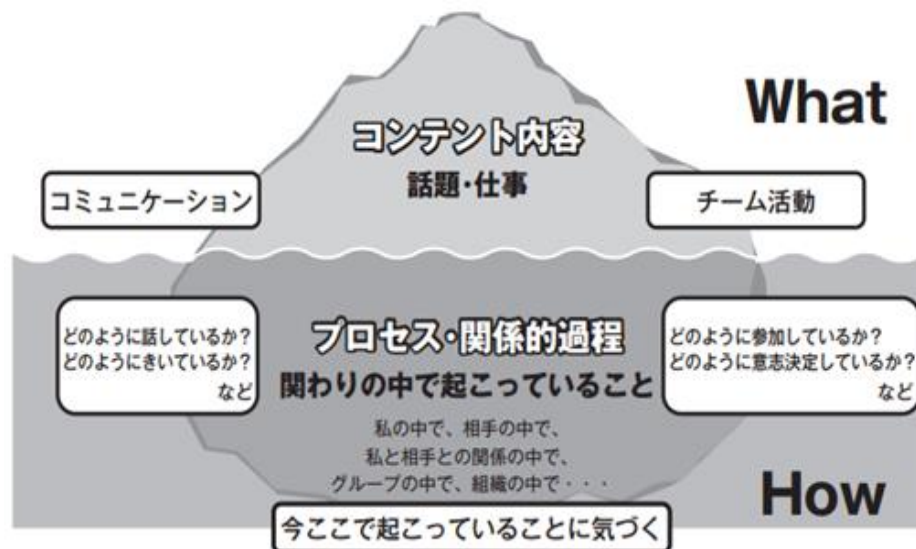 What
コンテント内容
話題・仕事
コミュニケーション
チーム活動
どのように話しているか?
どのようにきいているか?
など
プロセス・関係的過程
関わりの中で起こっていること
私の中で、相手の中で、
私と相手との関係の中で、
グループの中で、組織の中で・・・
どのように参加しているか?
どのように意志決定しているか?
など
How
今ここで起こっていることに気づく